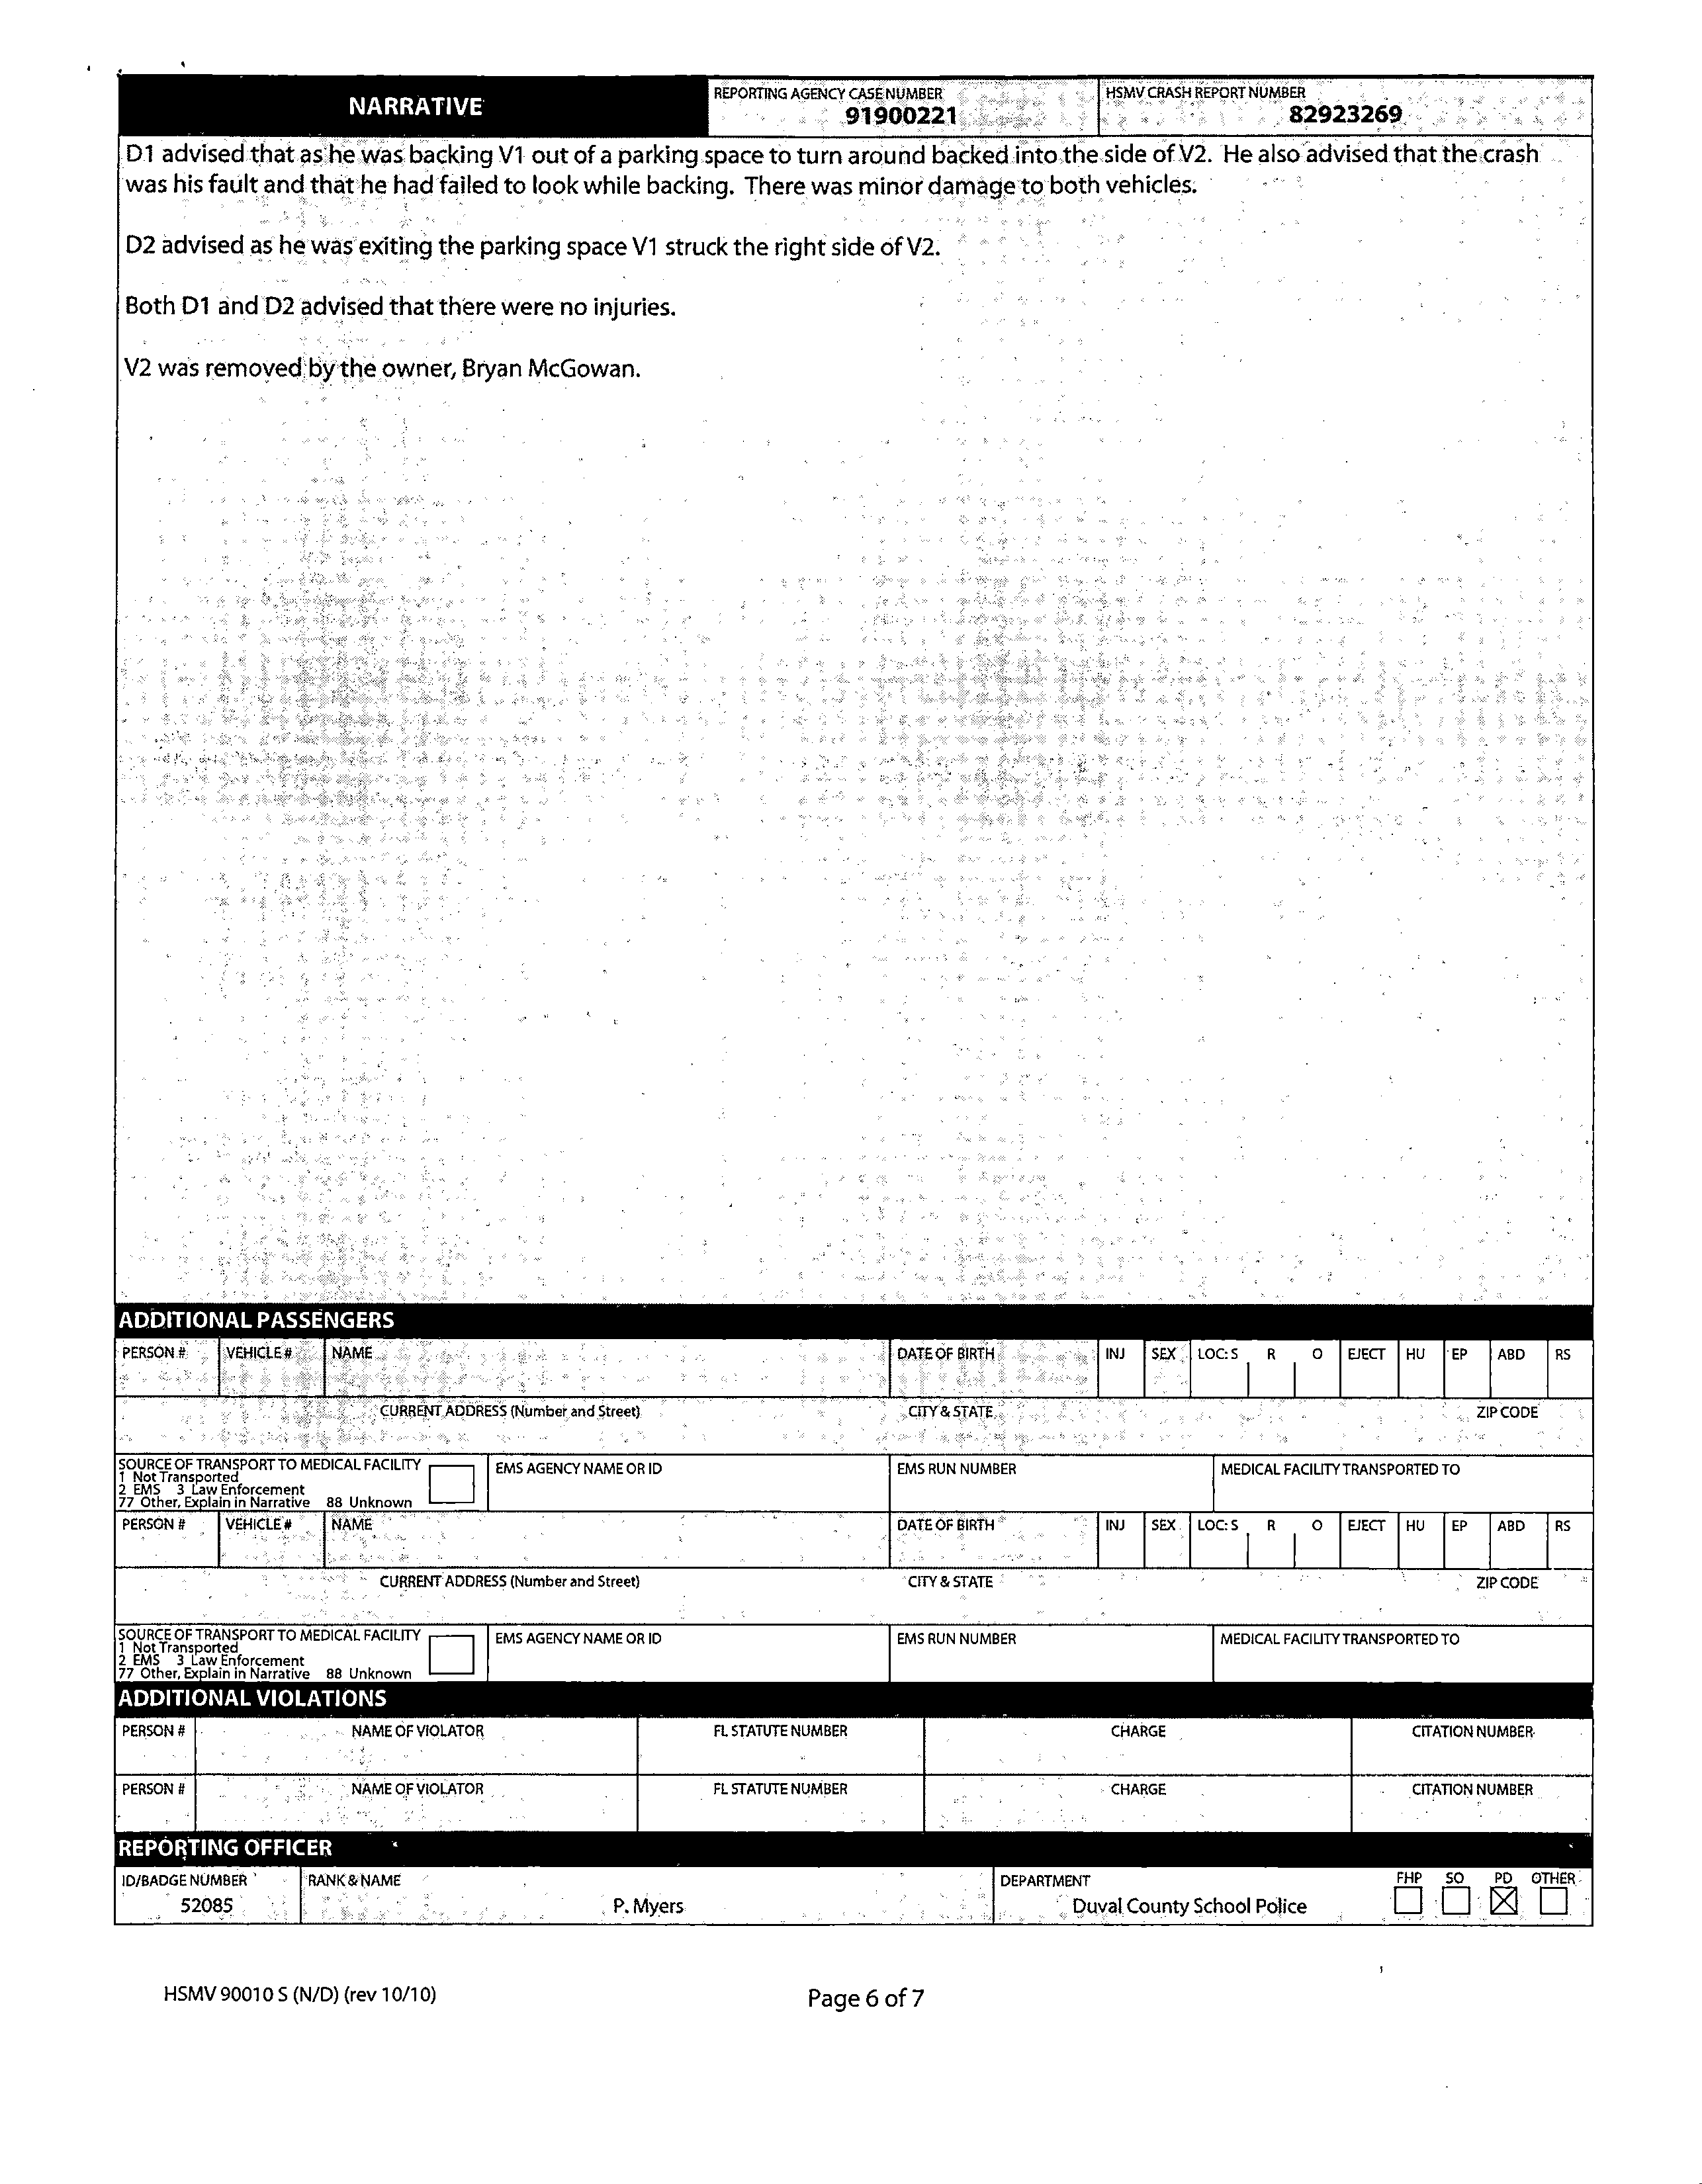 NARRATIVE
REPORTING AGENCY CASE NUMBER
91900221
HSMV CRASH REPORT NUMBER
82923269
D1 advised that as he was backing V1 out of a parking space to turn around backed into the side of V2. He also advised that the crash
was his fault and that he had failed to look while backing. There was minor damage to both vehicles.
D2 advised as he was exiting the parking space V1 struck the right side of V2.
Both D1 and D2 advised that there were no injuries.
V2 was removed by the owner, Bryan McGowan.
ADDITIONAL PASSENGERS
PERSON # VEHICLE # NAME DATE OF BIRTH INJ SEX LOC: S R O EJECT HU EP ABD RS
CURRENT ADDRESS (Number and Street) CITY & STATE ZIP CODE
SOURCE OF TRANSPORT TO MEDICAL FACILITY
1 Not Transported
2 EMS 3 Law Enforcement
77 Other, Explain in Narrative 88 Unknown
EMS AGENCY NAME OR ID EMS RUN NUMBER MEDICAL FACILITY TRANSPORTED TO
PERSON # VEHICLE # NAME DATE OF BIRTH INJ SEX LOC: S R O EJECT HU EP ABD RS
CURRENT ADDRESS (Number and Street) CITY & STATE ZIP CODE
SOURCE OF TRANSPORT TO MEDICAL FACILITY
1 Not Transported
2 EMS 3 Law Enforcement
77 Other, Explain in Narrative 88 Unknown
EMS AGENCY NAME OR ID EMS RUN NUMBER MEDICAL FACILITY TRANSPORTED TO
ADDITIONAL VIOLATIONS
PERSON # NAME OF VIOLATOR FL STATUTE NUMBER CHARGE CITATION NUMBER
PERSON # NAME OF VIOLATOR FL STATUTE NUMBER CHARGE CITATION NUMBER
REPORTING OFFICER
ID/BADGE NUMBER RANK & NAME DEPARTMENT FHP SO PD OTHER
52085 P. Myers Duval County School Police
HSMV 90010 S (N/D) (rev 10/10) Page 6 of 7